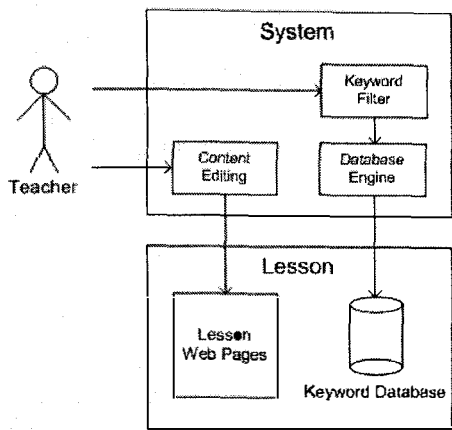 System
Keyword
Filter
Teacher
Content
Editing
Database
Engine
Lesson
Lesson
Web Pages
Keyword Database